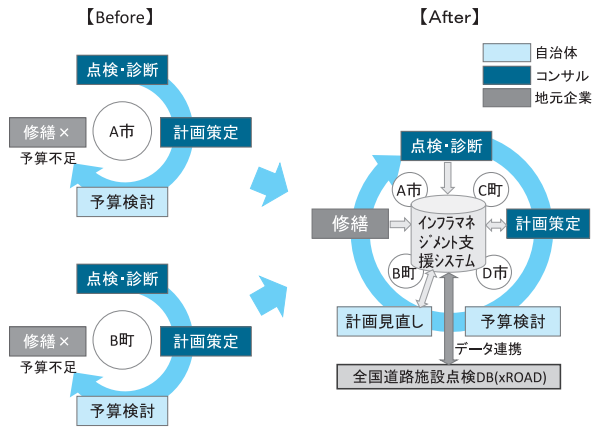 【Before】
点検・診断
A市
修繕×
計画策定
予算不足
予算検討
点検・診断
B町
修繕×
計画策定
予算不足
予算検討
【After】
自治体
コンサル
地元企業
点検・診断
A市
C町
修繕
インフラマネ
ジメント支
援システム
計画策定
B町
D市
計画見直し
予算検討
データ連携
全国道路施設点検DB(xROAD)